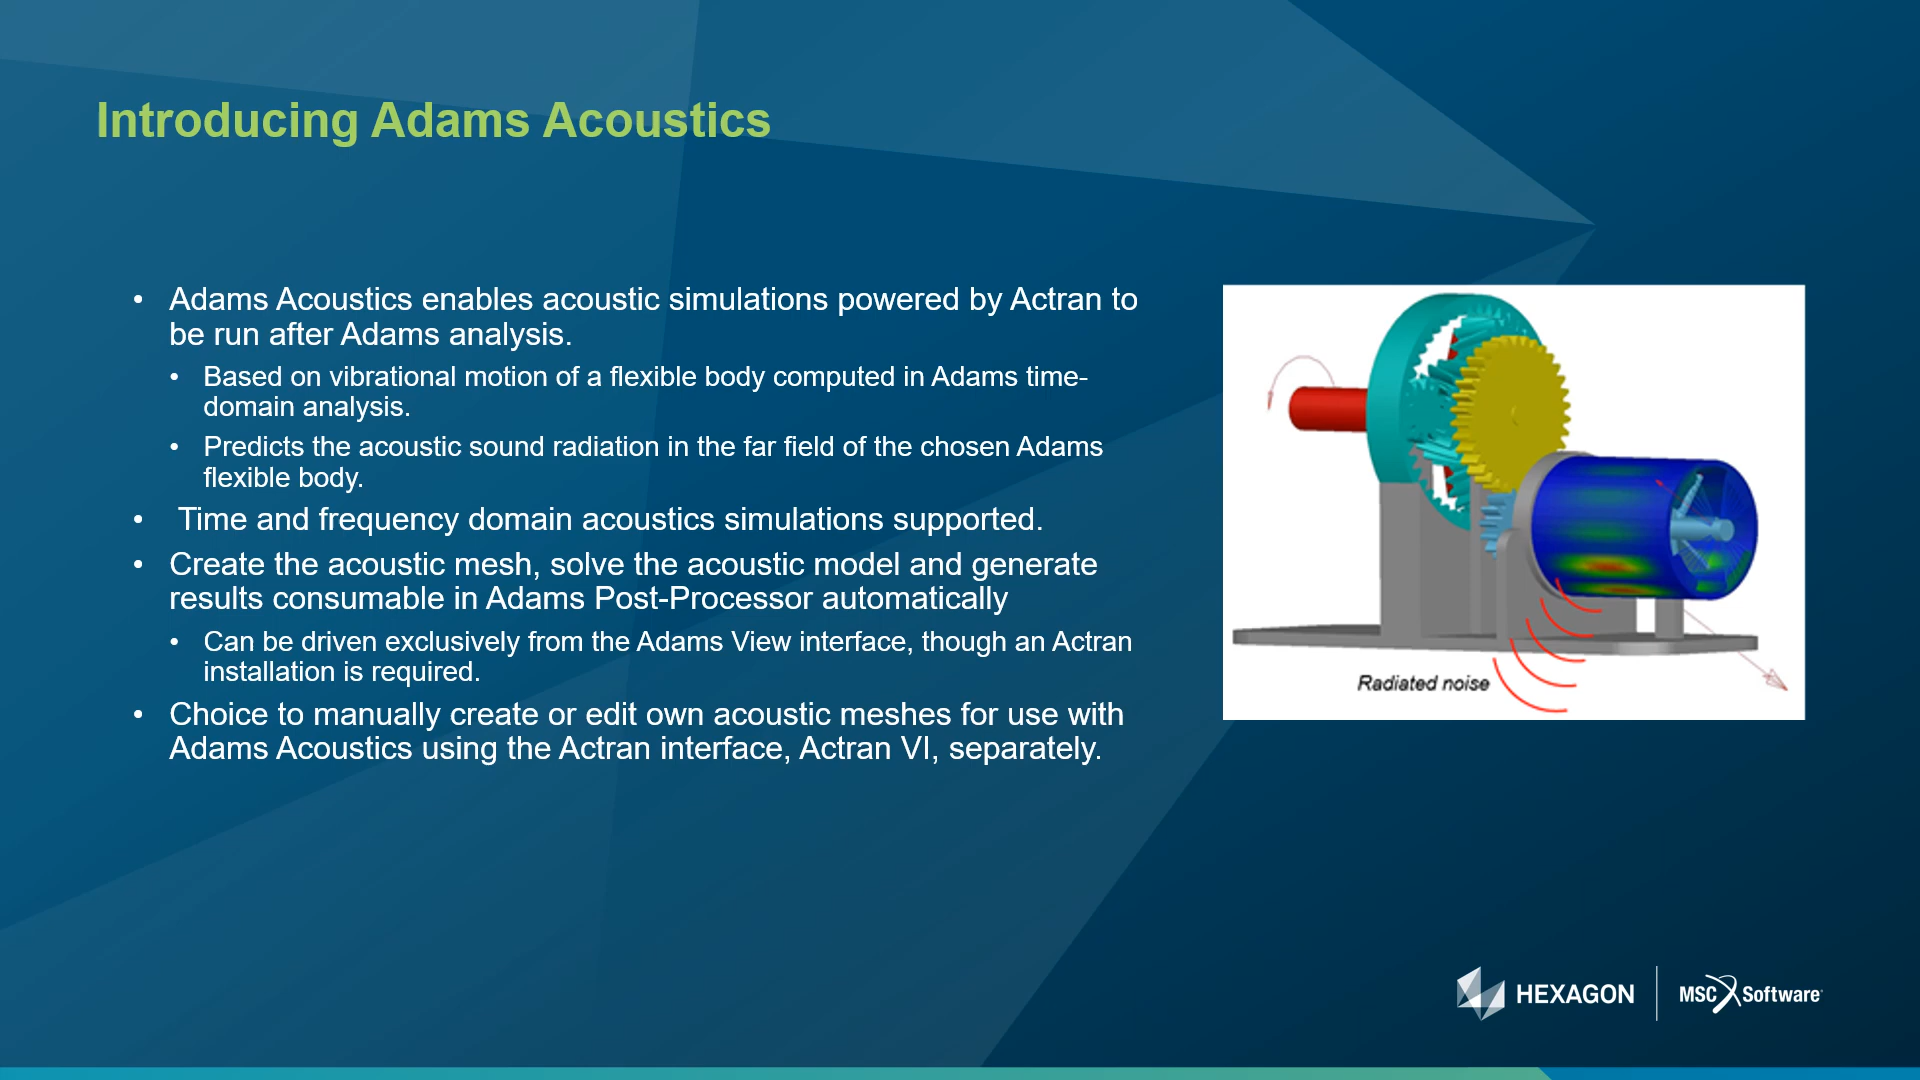 Introducing Adams Acoustics
• Adams Acoustics enables acoustic simulations powered by Actran to
be run after Adams analysis.
• Based on vibrational motion of a flexible body computed in Adams time-
domain analysis.
• Predicts the acoustic sound radiation in the far field of the chosen Adams
flexible body.
• Time and frequency domain acoustics simulations supported.
• Create the acoustic mesh, solve the acoustic model and generate
results consumable in Adams Post-Processor automatically
• Can be driven exclusively from the Adams View interface, though an Actran
installation is required.
• Choice to manually create or edit own acoustic meshes for use with
Adams Acoustics using the Actran interface, Actran VI, separately.
Radiated noise
HEXAGON
MSC Software